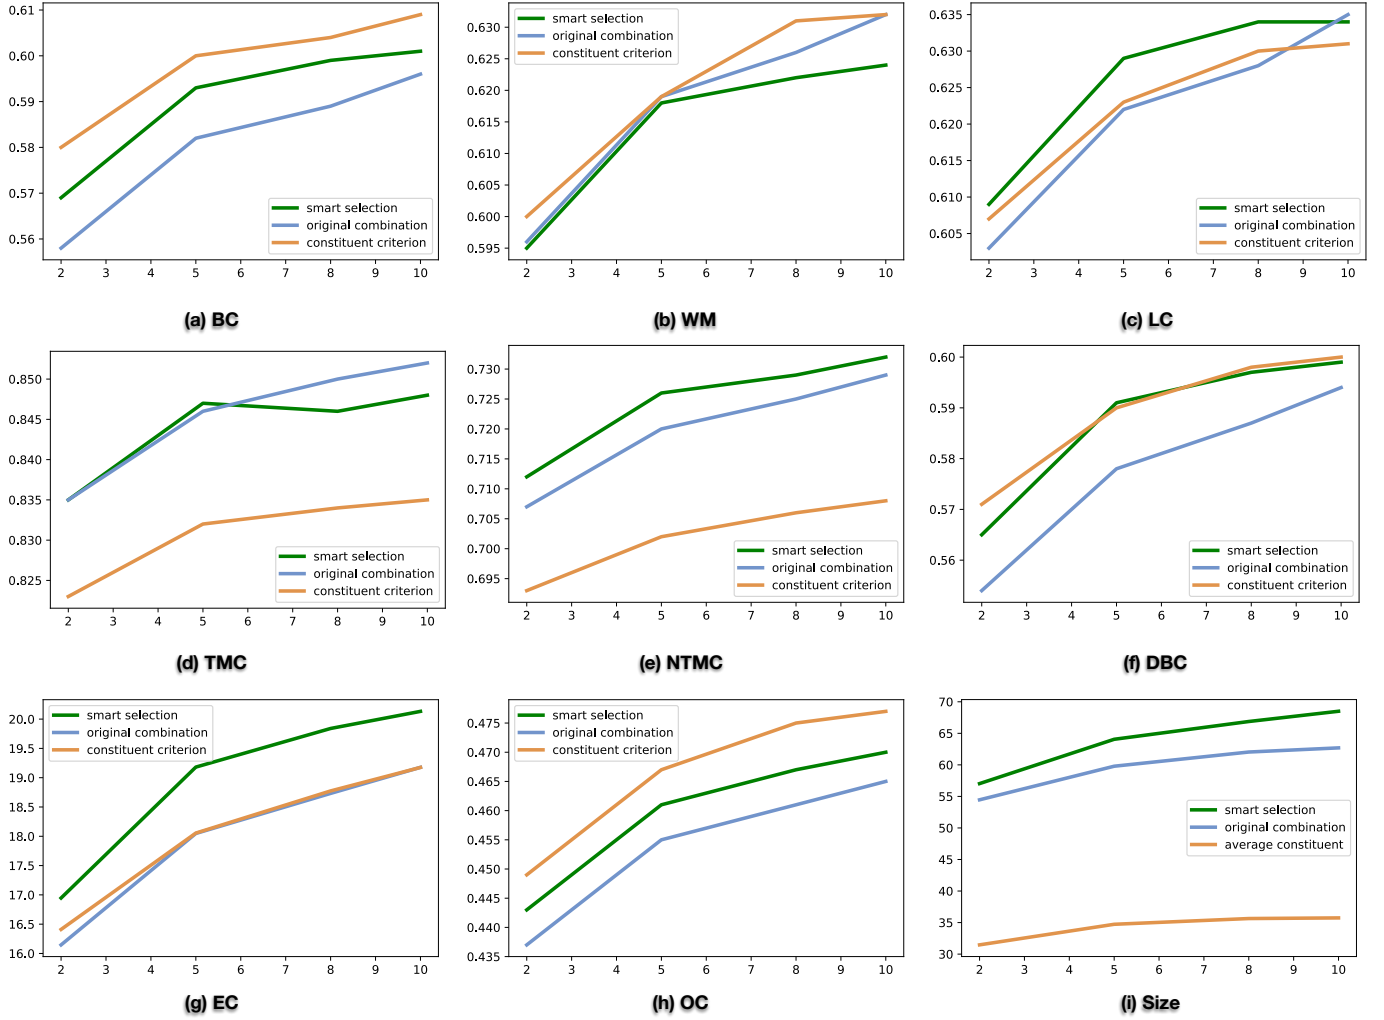 0.61
0.60
0.59
0.58
0.57
0.56
smart selection
original combination
constituent criterion
2 3 4 5 6 7 8 9 10
(a) BC
0.630
0.625
0.620
0.615
0.610
0.605
0.600
0.595
smart selection
original combination
constituent criterion
2 3 4 5 6 7 8 9 10
(b) WM
0.635
0.630
0.625
0.620
0.615
0.610
0.605
smart selection
original combination
constituent criterion
2 3 4 5 6 7 8 9 10
(c) LC
0.850
0.845
0.840
0.835
0.830
0.825
smart selection
original combination
constituent criterion
2 3 4 5 6 7 8 9 10
(d) TMC
0.730
0.725
0.720
0.715
0.710
0.705
0.700
0.695
smart selection
original combination
constituent criterion
2 3 4 5 6 7 8 9 10
(e) NTMC
0.60
0.59
0.58
0.57
0.56
smart selection
original combination
constituent criterion
2 3 4 5 6 7 8 9 10
(f) DBC
20.0
19.5
19.0
18.5
18.0
17.5
17.0
16.5
16.0
smart selection
original combination
constituent criterion
2 3 4 5 6 7 8 9 10
(g) EC
0.475
0.470
0.465
0.460
0.455
0.450
0.445
0.440
0.435
smart selection
original combination
constituent criterion
2 3 4 5 6 7 8 9 10
(h) OC
70
65
60
55
50
45
40
35
30
smart selection
original combination
average constituent
2 3 4 5 6 7 8 9 10
(i) Size